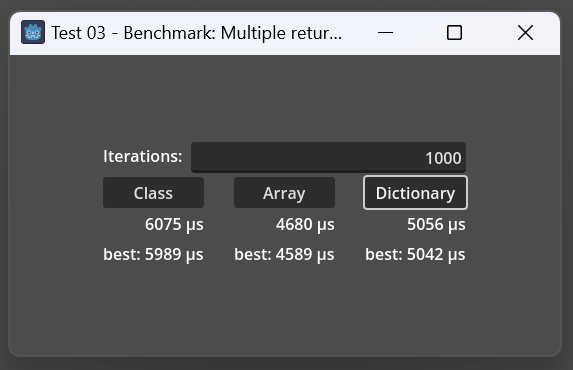 Test 03 - Benchmark: Multiple retur...
Iterations: 1000
Class Array Dictionary
6075 µs 4680 µs 5056 µs
best: 5989 µs best: 4589 µs best: 5042 µs